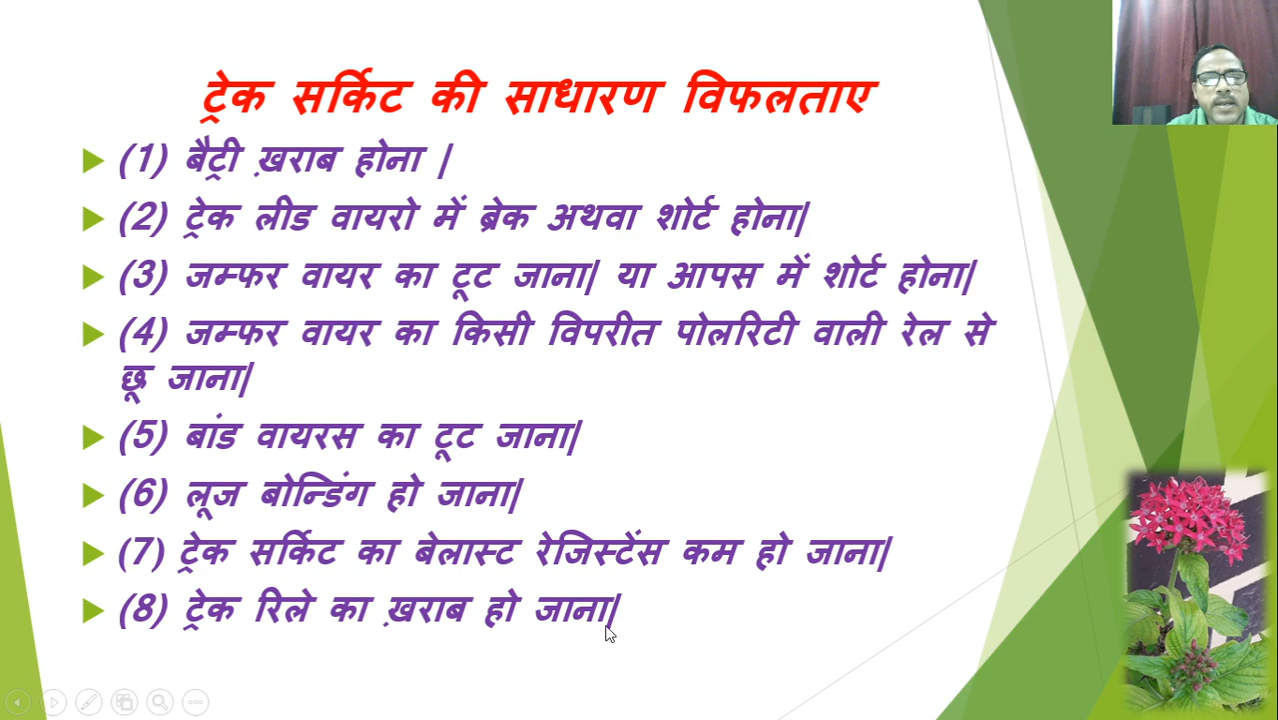 ट्रेक सर्किट की साधारण विफलताए
(1) बैट्री ख़राब होना |
(2) ट्रेक लीड वायरो में ब्रेक अथवा शोर्ट होना|
(3) जम्फर वायर का टूट जाना| या आपस में शोर्ट होना|
(4) जम्फर वायर का किसी विपरीत पोलरिटी वाली रेल से
छू जाना|
(5) बांड वायरस का टूट जाना|
(6) लूज बोन्डिंग हो जाना|
(7) ट्रेक सर्किट का बेलास्ट रेजिस्टेंस कम हो जाना|
(8) ट्रेक रिले का ख़राब हो जाना|